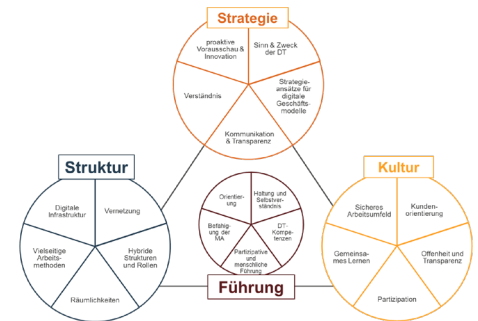 Strategie
proaktive
Vorausschau &
Innovation
Sinn & Zweck
der DT
Verständnis
Strategie-
ansätze für
digitale
Geschäfts-
modelle
Kommunikation
& Transparenz
Struktur
Digitale
Infrastruktur
Vernetzung
Vielseitige
Arbeits-
methoden
Hybride
Strukturen
und Rollen
Räumlichkeiten
Orientier-
ung
Haltung und
Selbstver-
ständnis
Befähig-
ung der
MA
DT-
Kompe-
tenzen
Partizipative
und
menschliche
Führung
Führung
Kultur
Sicheres
Arbeitsumfeld
Kunden-
orientierung
Gemeinsa-
mes Lernen
Offenheit und
Transparenz
Partizipation